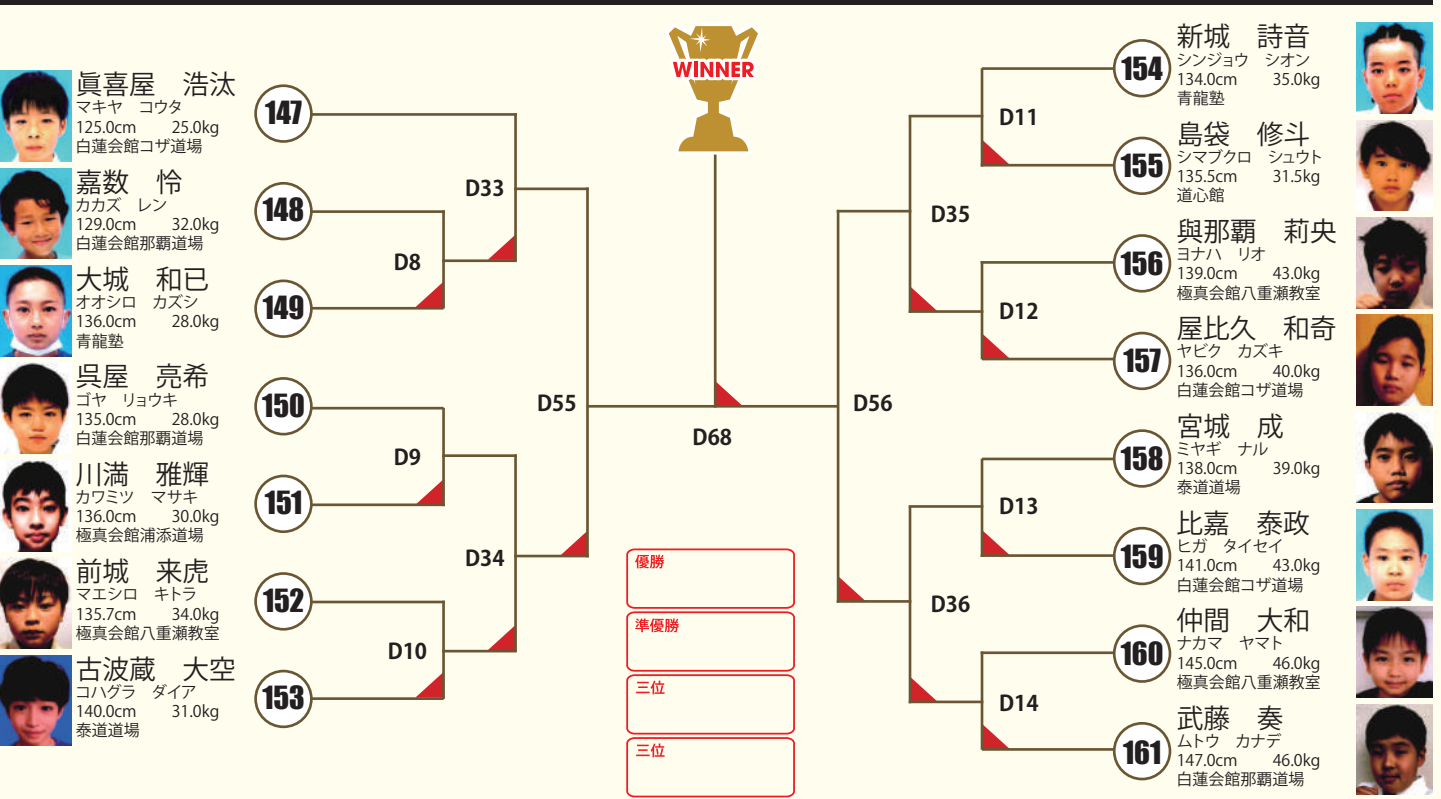 WINNER
眞喜屋　浩汰
マキヤ　コウタ
125.0cm　25.0kg
白蓮会館コザ道場
147
嘉数　怜
カカズ　レン
129.0cm　32.0kg
白蓮会館那覇道場
148
大城　和已
オオシロ　カズシ
136.0cm　28.0kg
青龍塾
149
呉屋　亮希
ゴヤ　リョウキ
135.0cm　28.0kg
白蓮会館那覇道場
150
川満　雅輝
カワミツ　マサキ
136.0cm　30.0kg
極真会館浦添道場
151
前城　来虎
マエシロ　キトラ
135.7cm　34.0kg
極真会館八重瀬教室
152
古波蔵　大空
コハグラ　ダイア
140.0cm　31.0kg
泰道道場
153
D33
D8
D9
D34
D10
D55
D68
優勝
準優勝
三位
三位
D56
D11
D35
D12
D13
D36
D14
154
新城　詩音
シンジョウ　シオン
134.0cm　35.0kg
青龍塾
155
島袋　修斗
シマブクロ　シュウト
135.5cm　31.5kg
道心館
156
與那覇　莉央
ヨナハ　リオ
139.0cm　43.0kg
極真会館八重瀬教室
157
屋比久　和奇
ヤビク　カズキ
136.0cm　40.0kg
白蓮会館コザ道場
158
宮城　成
ミヤギ　ナル
138.0cm　39.0kg
泰道道場
159
比嘉　泰政
ヒガ　タイセイ
141.0cm　43.0kg
白蓮会館コザ道場
160
仲間　大和
ナカマ　ヤマト
145.0cm　46.0kg
極真会館八重瀬教室
161
武藤　奏
ムトウ　カナデ
147.0cm　46.0kg
白蓮会館那覇道場